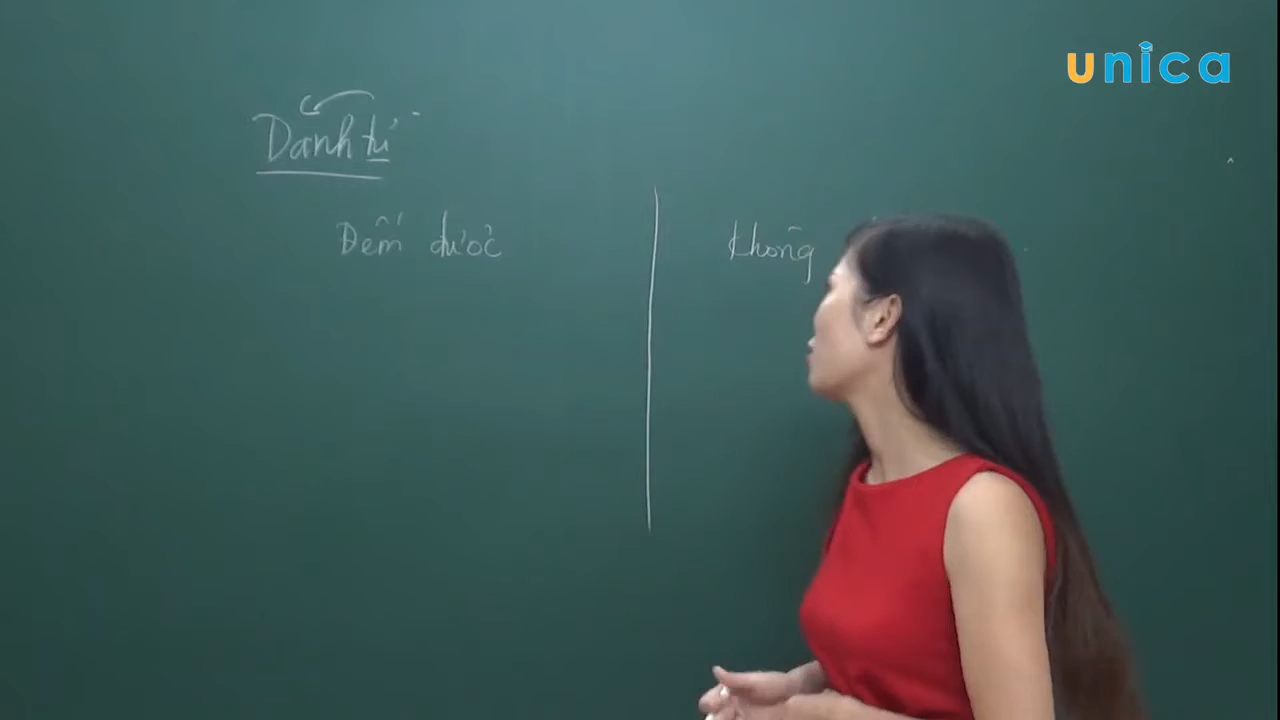 unica
Danh từ
Đếm được
không